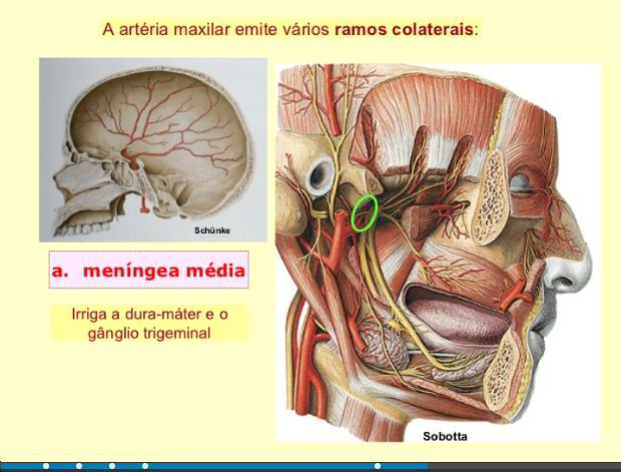 A artéria maxilar emite vários ramos colaterais:
Schünke
a. meníngea média
Irriga a dura-máter e o
gânglio trigeminal
Sobotta